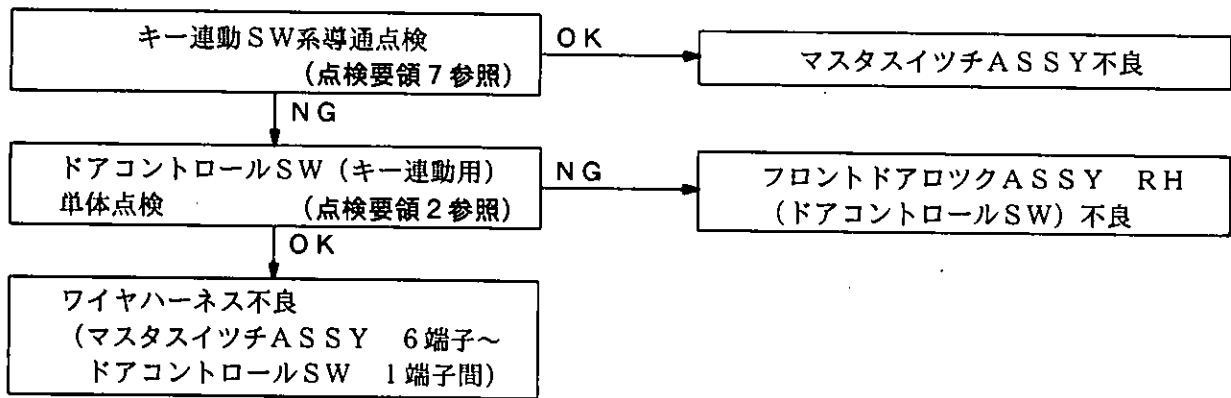 キー連動ＳＷ系導通点検
（点検要領７参照）
ＯＫ
マスタスイツチＡＳＳＹ不良
ＮＧ
ドアコントロールＳＷ（キー連動用）
単体点検　　（点検要領２参照）
ＮＧ
フロントドアロツクＡＳＳＹ　ＲＨ
（ドアコントロールＳＷ）不良
ＯＫ
ワイヤハーネス不良
（マスタスイツチＡＳＳＹ　６端子～
ドアコントロールＳＷ　１端子間）